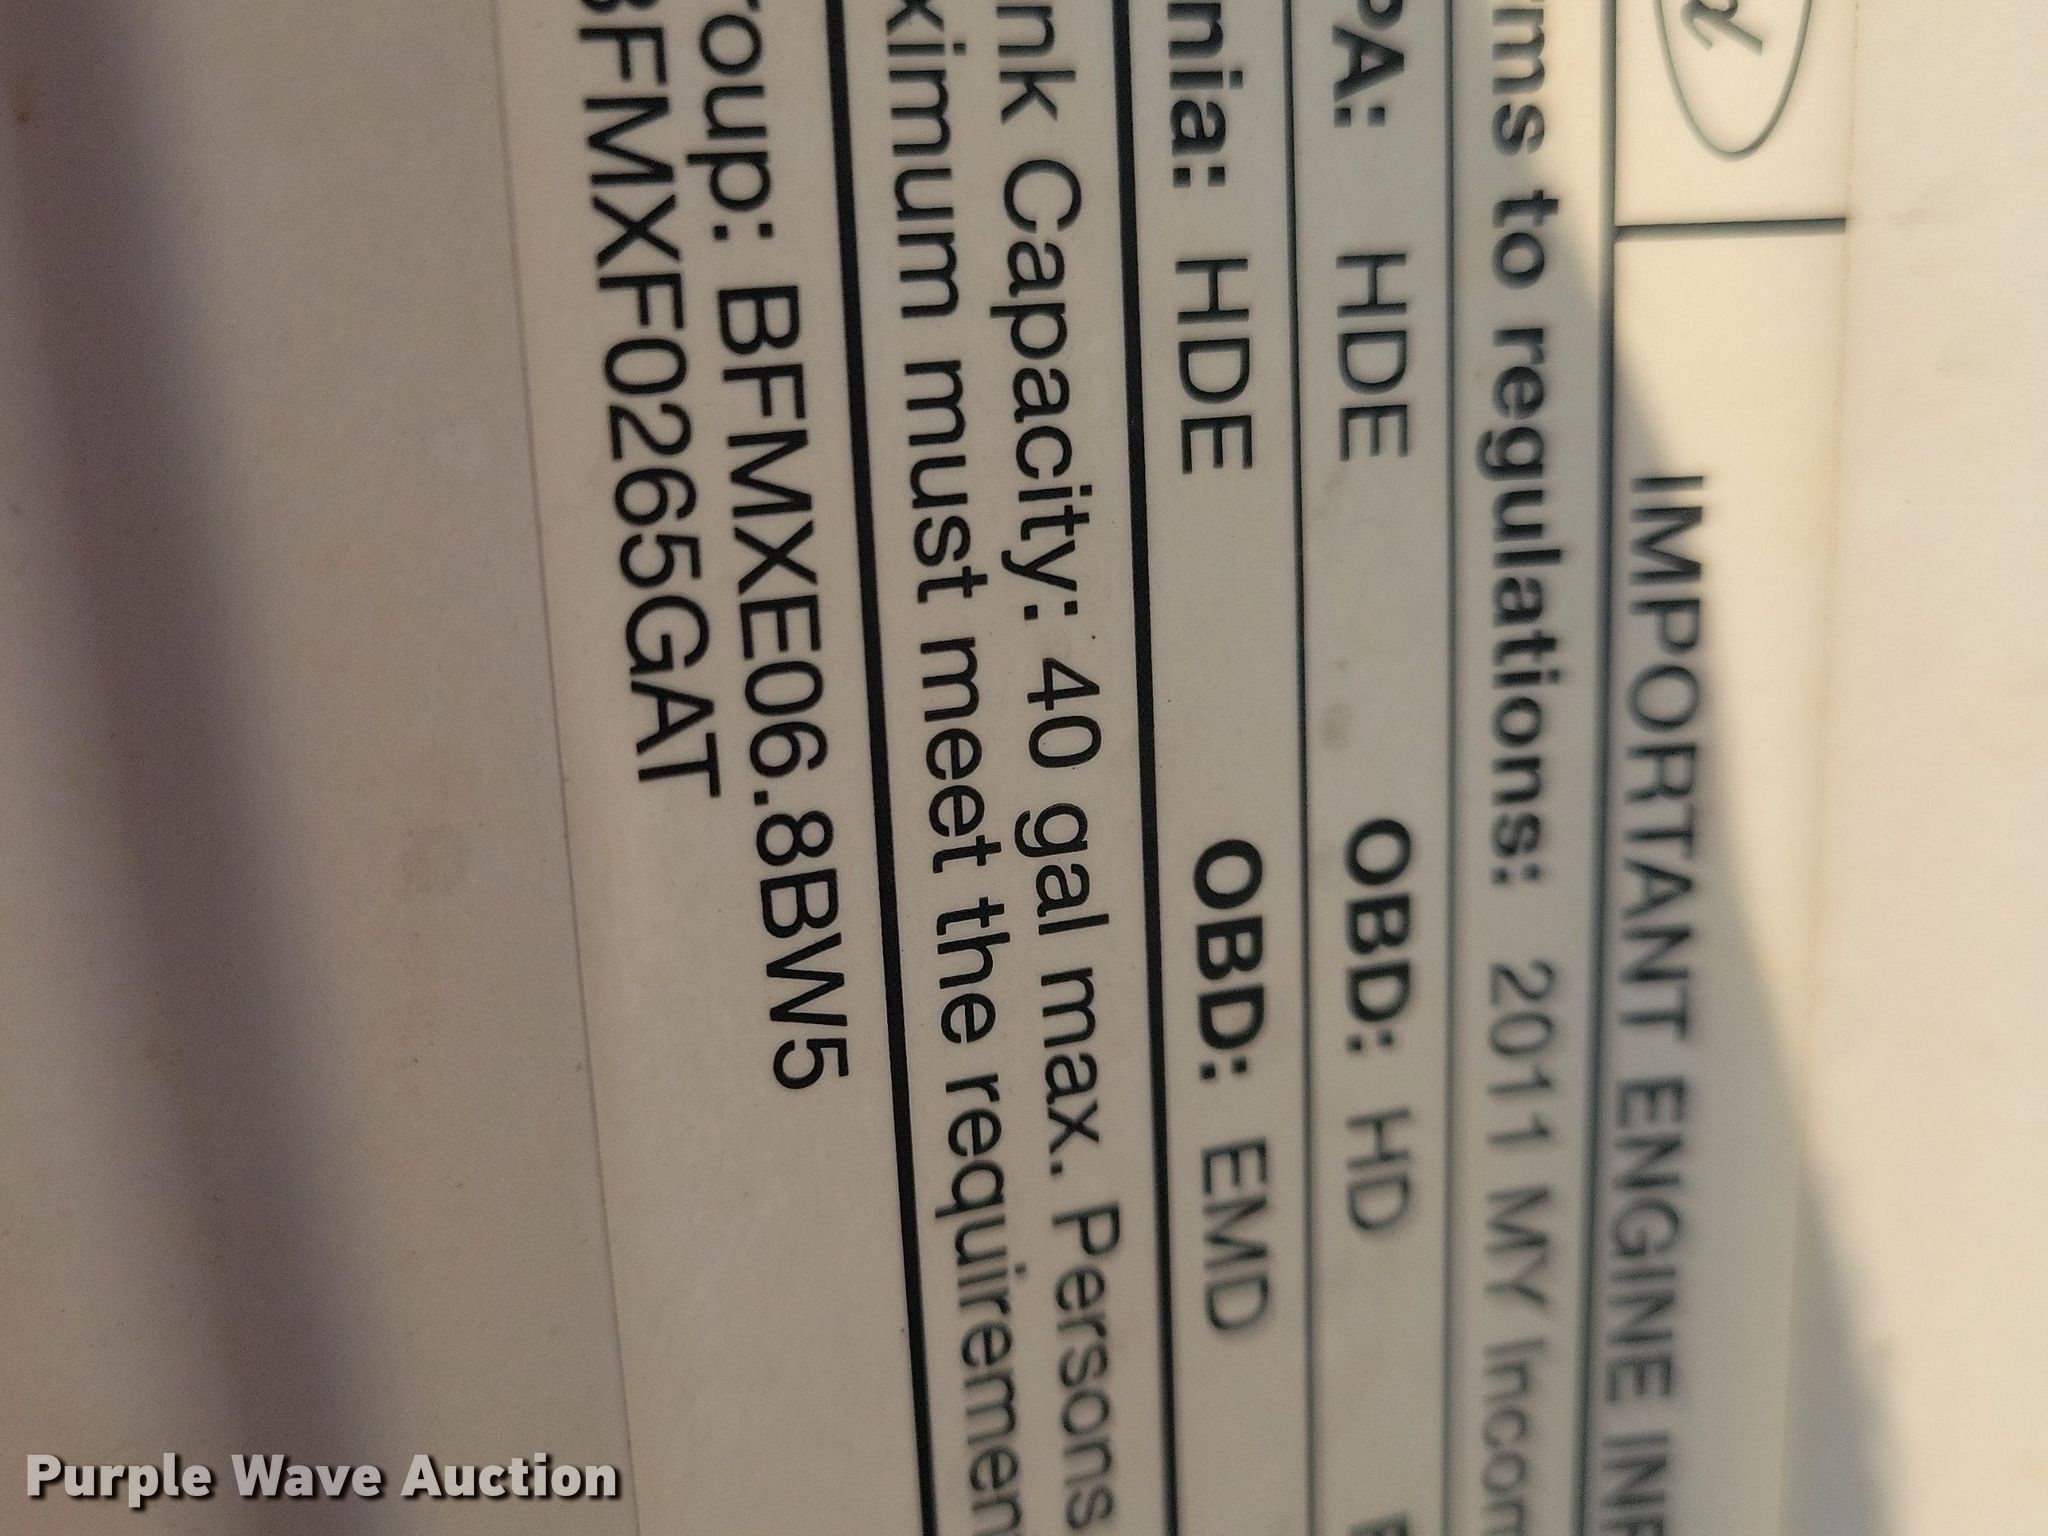 IMPORTANT ENGINE INF
rms to regulations: 2011 MY Incom
PA: HDE OBD: HD
nia: HDE OBD: EMD
nk Capacity: 40 gal max. Persons
ximum must meet the requiremen
roup: BFMXE06.8BW5
BFMXF0265GAT
Purple Wave Auction